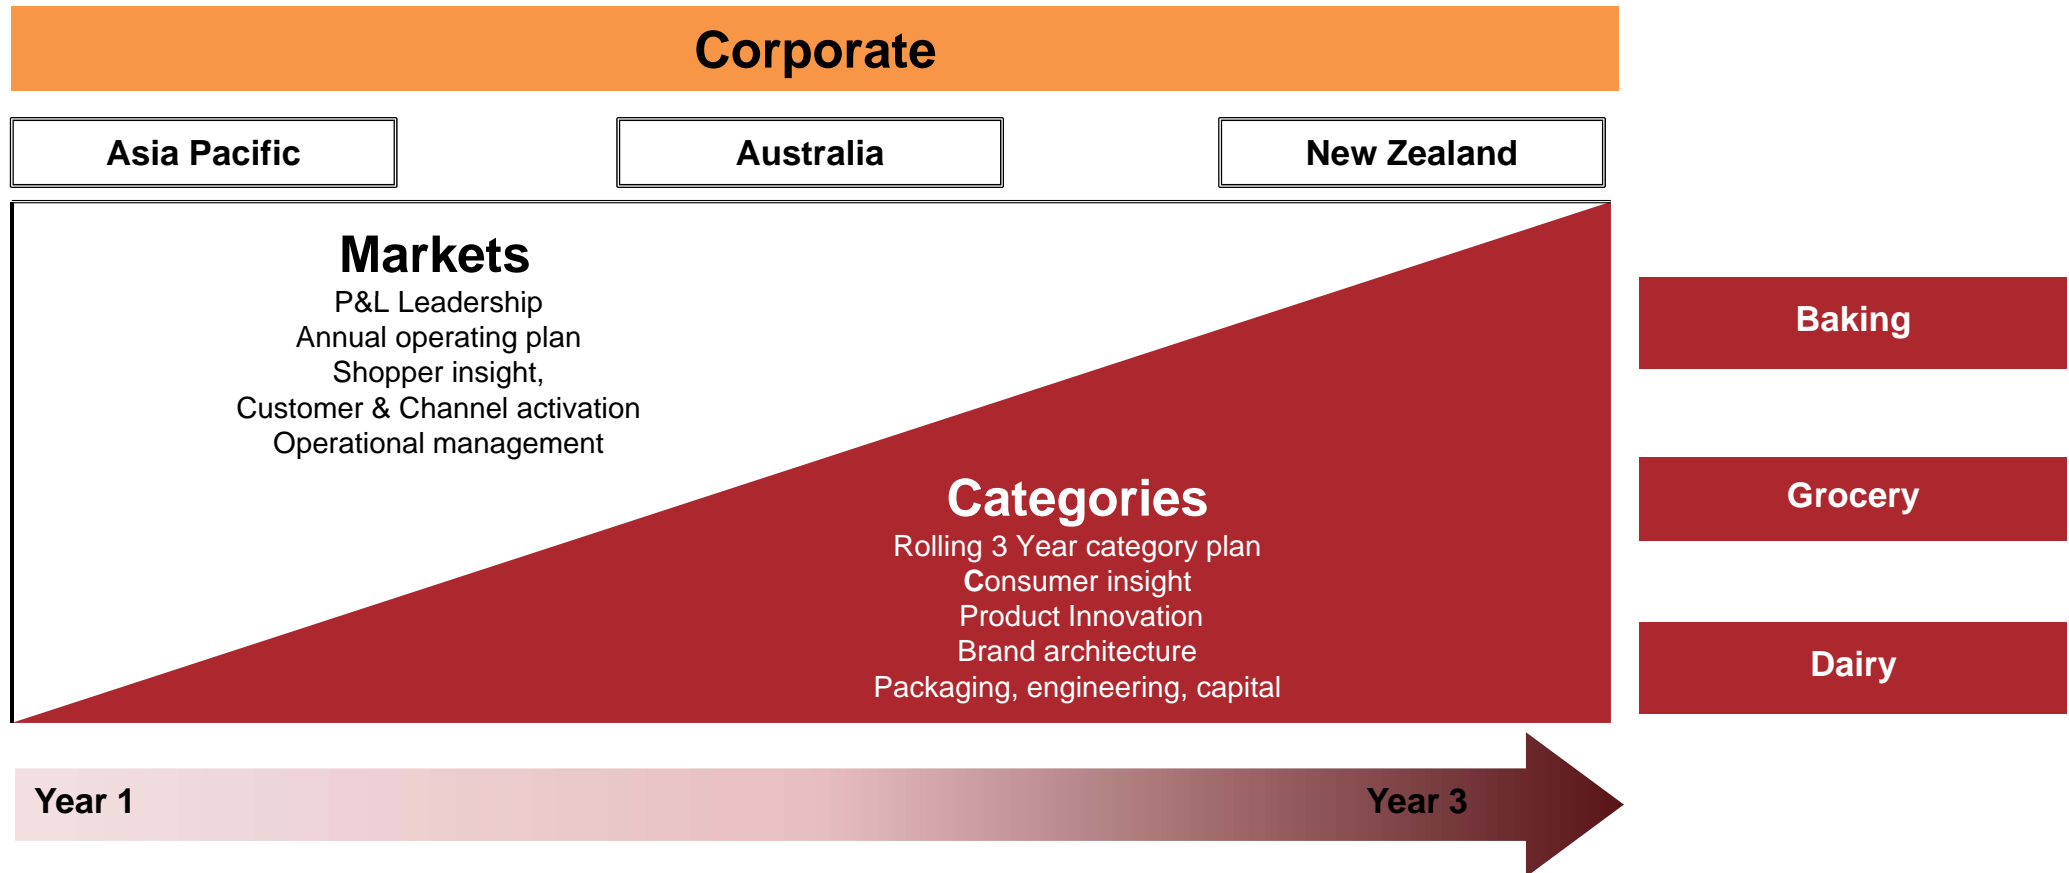 Corporate
Asia Pacific
Australia
New Zealand
Markets
P&L Leadership
Annual operating plan
Shopper insight,
Customer & Channel activation
Operational management
Categories
Rolling 3 Year category plan
Consumer insight
Product Innovation
Brand architecture
Packaging, engineering, capital
Baking
Grocery
Dairy
Year 1
Year 3